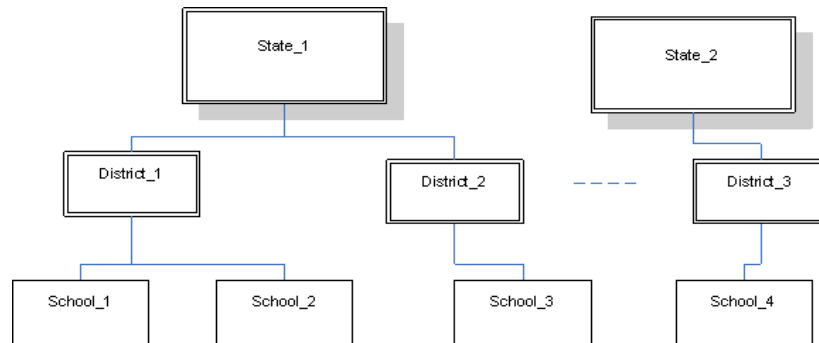 State_1
State_2
District_1
District_2
District_3
School_1
School_2
School_3
School_4